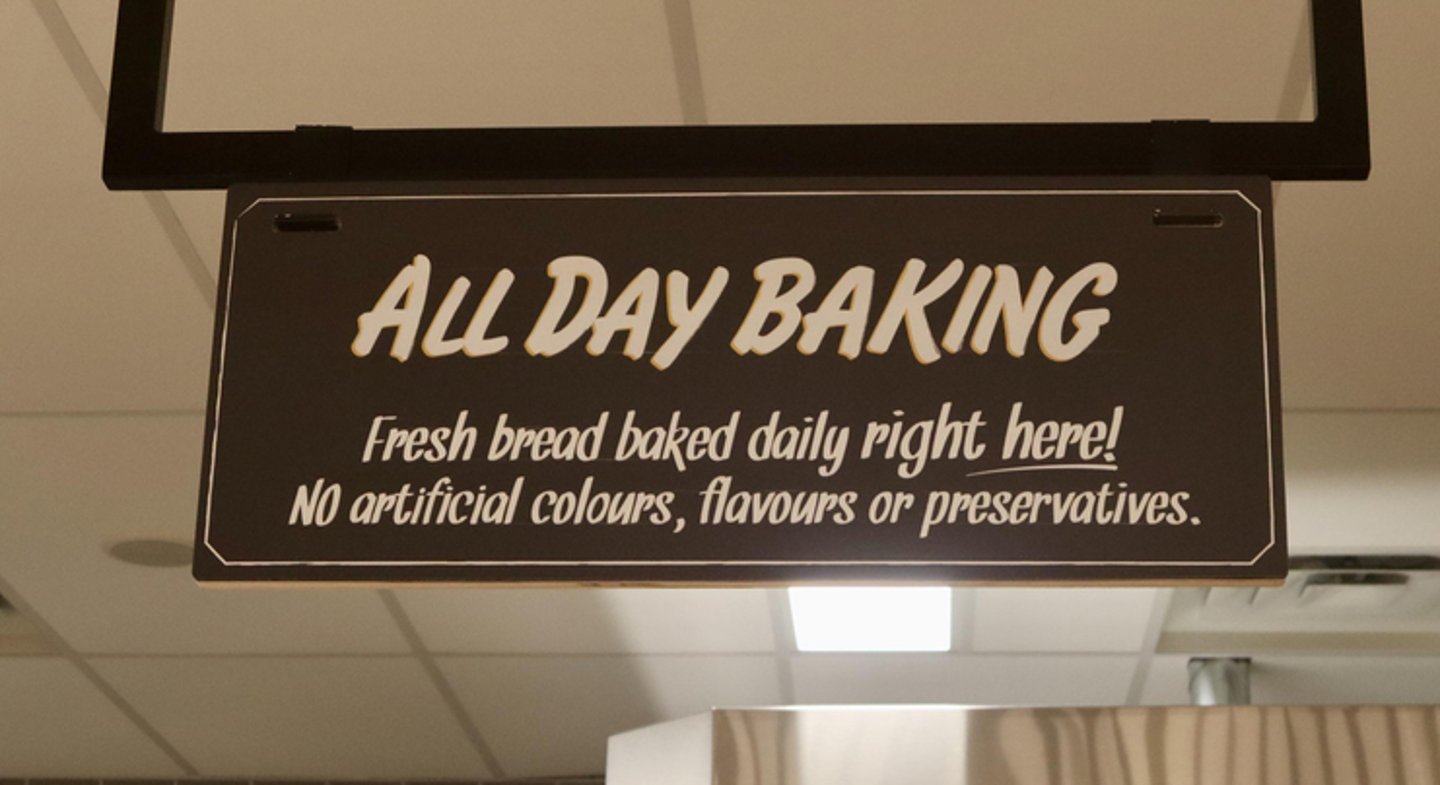 ALL DAY BAKING
Fresh bread baked daily right here!
NO artificial colours, flavours or preservatives.